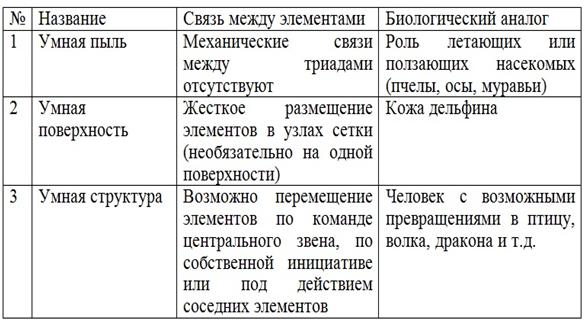 № Название Связь между элементами Биологический аналог
1 Умная пыль Механические связи Роль летающих или
между триадами ползающих насекомых
отсутствуют (пчелы, осы, муравьи)
2 Умная Жесткое размещение Кожа дельфина
поверхность элементов в узлах сетки
(необязательно на одной
поверхности)
3 Умная структура Возможно перемещение Человек с возможными
элементов по команде превращениями в птицу,
центрального звена, по волка, дракона и т.д.
собственной инициативе
или под действием
соседних элементов